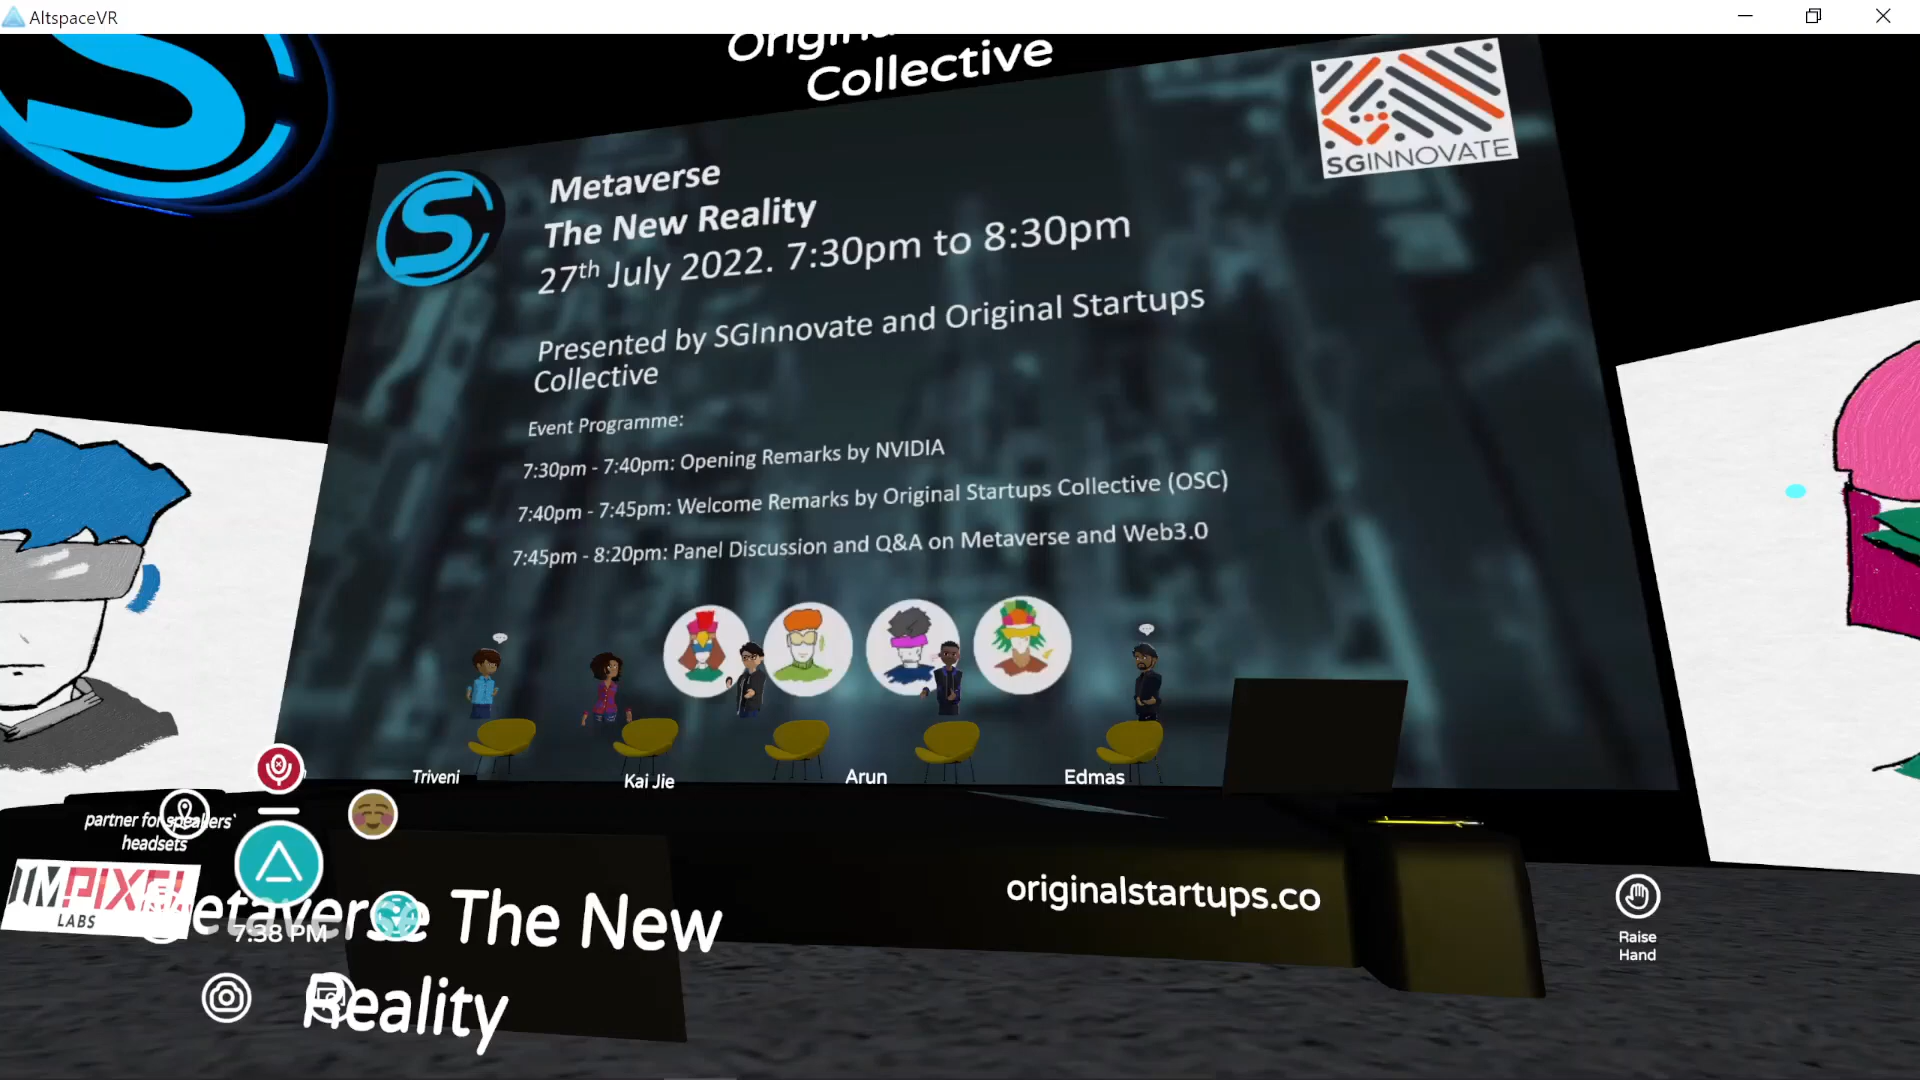 AltspaceVR
Collective
SGINNOVATE
Metaverse
The New Reality
27th July 2022. 7:30pm to 8:30pm
Presented by SGInnovate and Original Startups
Collective
Event Programme:
7:30pm - 7:40pm: Opening Remarks by NVIDIA
7:40pm - 7:45pm: Welcome Remarks by Original Startups Collective (OSC)
7:45pm - 8:20pm: Panel Discussion and Q&A on Metaverse and Web3.0
Triveni
Kai Jie
Arun
Edmas
partner for speakers'
headsets
IMPIXEL
LABS
originalstartups.co
Metaverse The New
Reality
7:38 PM
Raise
Hand